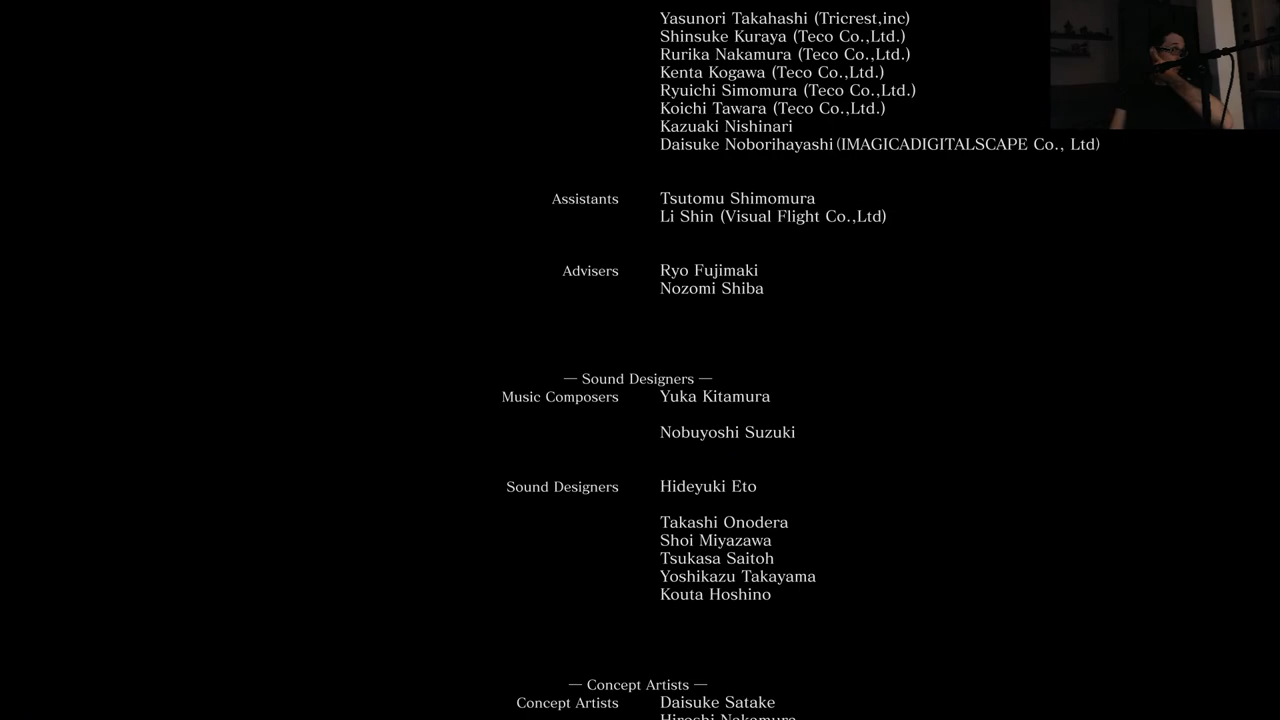 Yasunori Takahashi (Tricrest,inc)
Shinsuke Kuraya (Teco Co.,Ltd.)
Rurika Nakamura (Teco Co.,Ltd.)
Kenta Kogawa (Teco Co.,Ltd.)
Ryuichi Simomura (Teco Co.,Ltd.)
Koichi Tawara (Teco Co.,Ltd.)
Kazuaki Nishinari
Daisuke Noborihayashi (IMAGICADIGITALSCAPE Co., Ltd)
Assistants Tsutomu Shimomura
Li Shin (Visual Flight Co.,Ltd)
Advisers Ryo Fujimaki
Nozomi Shiba
— Sound Designers —
Music Composers Yuka Kitamura
Nobuyoshi Suzuki
Sound Designers Hideyuki Eto
Takashi Onodera
Shoi Miyazawa
Tsukasa Saitoh
Yoshikazu Takayama
Kouta Hoshino
— Concept Artists —
Concept Artists Daisuke Satake
Hiroshi Nakamura